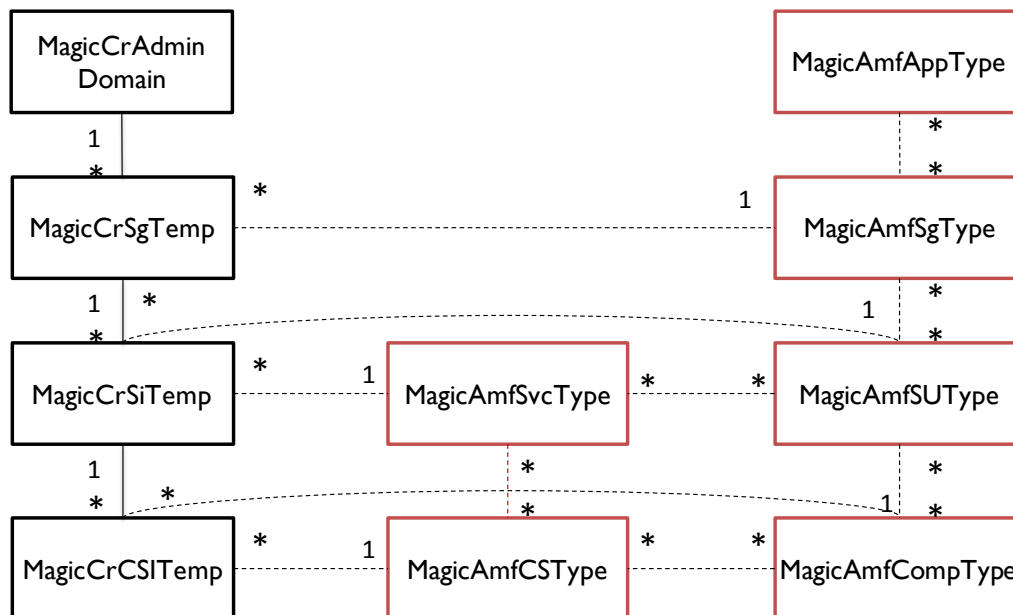 MagicCrAdmin
Domain
MagicAmfAppType
1
*
*
*
MagicCrSgTemp
*
1
MagicAmfSgType
1
*
*
*
1
*
MagicCrSiTemp
*
1
MagicAmfSvcType
*
*
MagicAmfSUType
1
*
*
*
*
*
1
*
MagicCrCSITemp
*
1
MagicAmfCSType
*
*
MagicAmfCompType